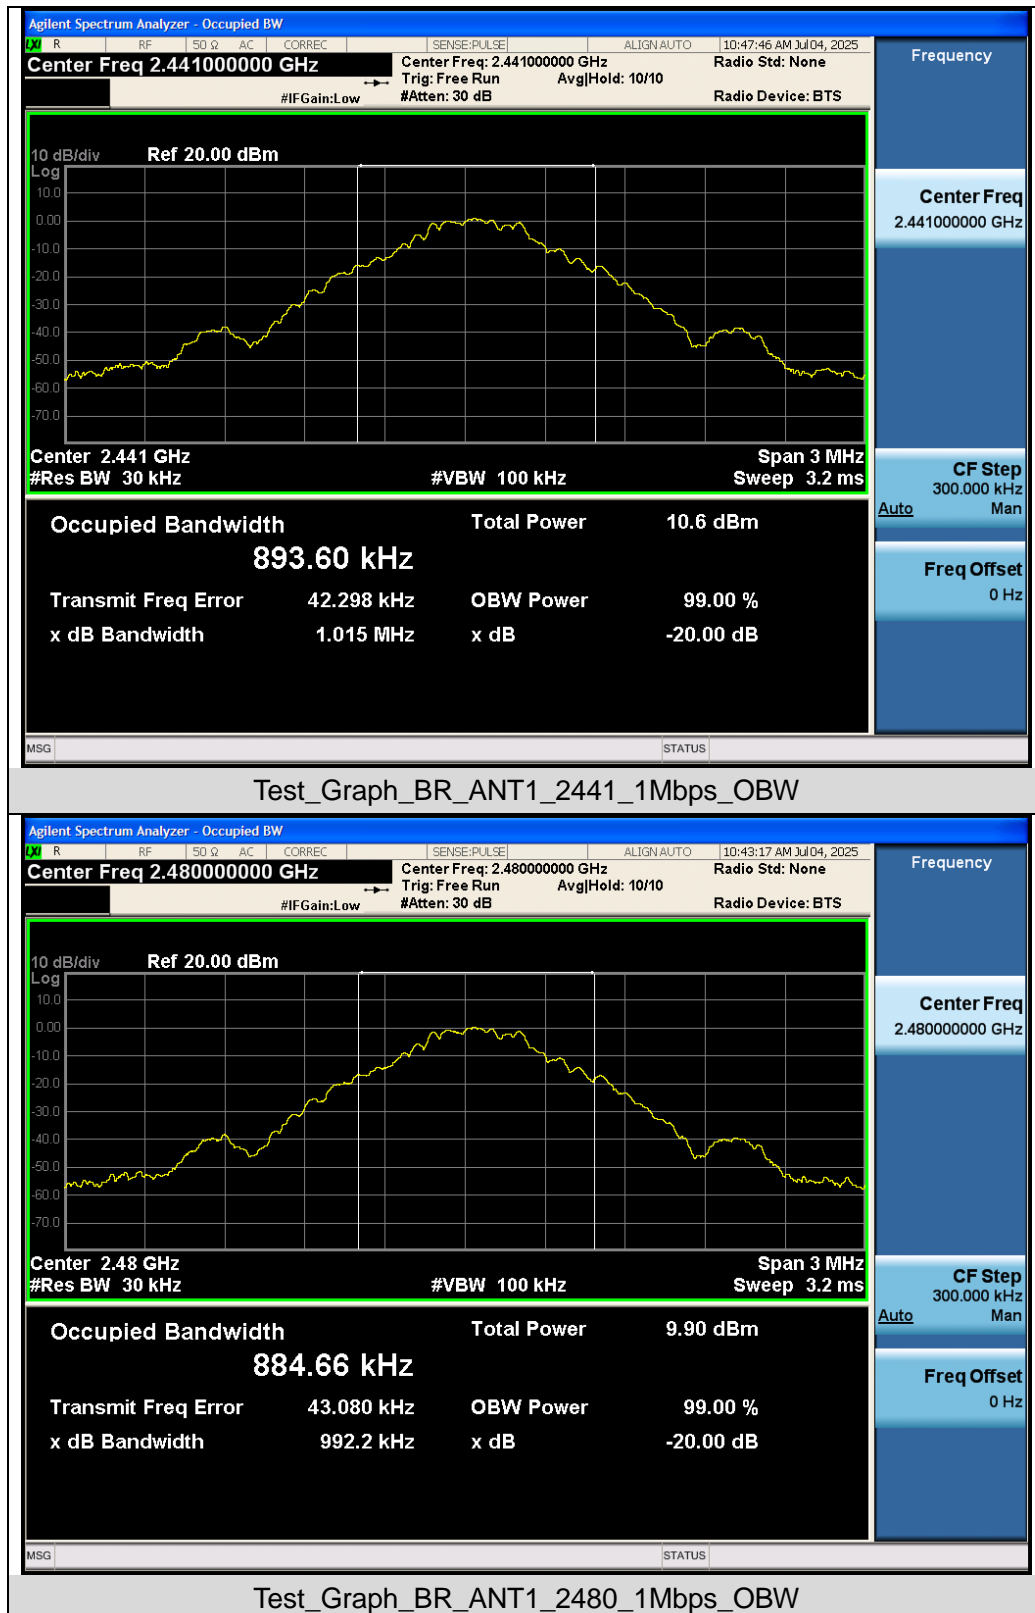 Agilent Spectrum Analyzer - Occupied BW
LXI R RF 50 Ω AC CORREC SENSE:PULSE ALIGN AUTO 10:47:46 AM Jul 04, 2025
Center Freq 2.441000000 GHz
Center Freq: 2.441000000 GHz Radio Std: None
Trig: Free Run Avg|Hold: 10/10
#IFGain:Low #Atten: 30 dB Radio Device: BTS
10 dB/div Ref 20.00 dBm
Log
10.0
0.00
-10.0
-20.0
-30.0
-40.0
-50.0
-60.0
-70.0
Center 2.441 GHz Span 3 MHz
#Res BW 30 kHz #VBW 100 kHz Sweep 3.2 ms
Occupied Bandwidth Total Power 10.6 dBm
893.60 kHz
Transmit Freq Error 42.298 kHz OBW Power 99.00 %
x dB Bandwidth 1.015 MHz x dB -20.00 dB
MSG STATUS
Frequency
Center Freq
2.441000000 GHz
CF Step
300.000 kHz
Auto Man
Freq Offset
0 Hz
Test_Graph_BR_ANT1_2441_1Mbps_OBW
Agilent Spectrum Analyzer - Occupied BW
LXI R RF 50 Ω AC CORREC SENSE:PULSE ALIGN AUTO 10:43:17 AM Jul 04, 2025
Center Freq 2.480000000 GHz
Center Freq: 2.480000000 GHz Radio Std: None
Trig: Free Run Avg|Hold: 10/10
#IFGain:Low #Atten: 30 dB Radio Device: BTS
10 dB/div Ref 20.00 dBm
Log
10.0
0.00
-10.0
-20.0
-30.0
-40.0
-50.0
-60.0
-70.0
Center 2.48 GHz Span 3 MHz
#Res BW 30 kHz #VBW 100 kHz Sweep 3.2 ms
Occupied Bandwidth Total Power 9.90 dBm
884.66 kHz
Transmit Freq Error 43.080 kHz OBW Power 99.00 %
x dB Bandwidth 992.2 kHz x dB -20.00 dB
MSG STATUS
Frequency
Center Freq
2.480000000 GHz
CF Step
300.000 kHz
Auto Man
Freq Offset
0 Hz
Test_Graph_BR_ANT1_2480_1Mbps_OBW